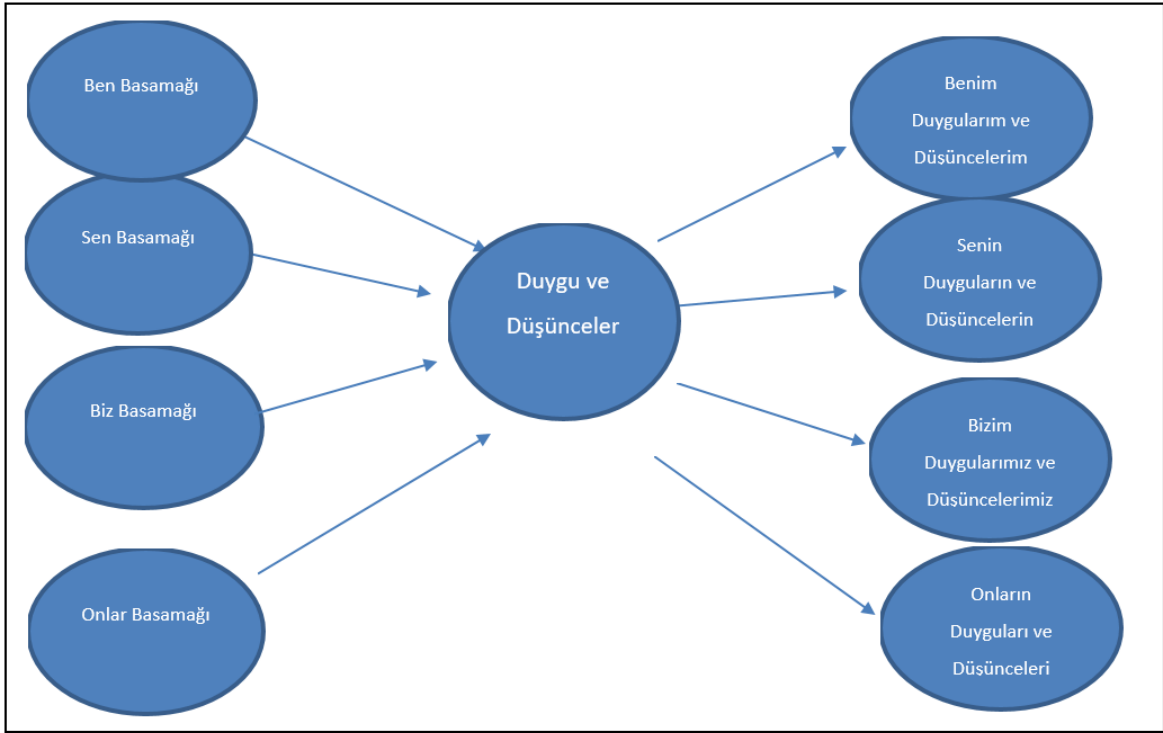 Ben Basamağı
Sen Basamağı
Biz Basamağı
Onlar Basamağı
Duygu ve
Düşünceler
Benim
Duygularım ve
Düşüncelerim
Senin
Duyguların ve
Düşüncelerin
Bizim
Duygularımız ve
Düşüncelerimiz
Onların
Duyguları ve
Düşünceleri